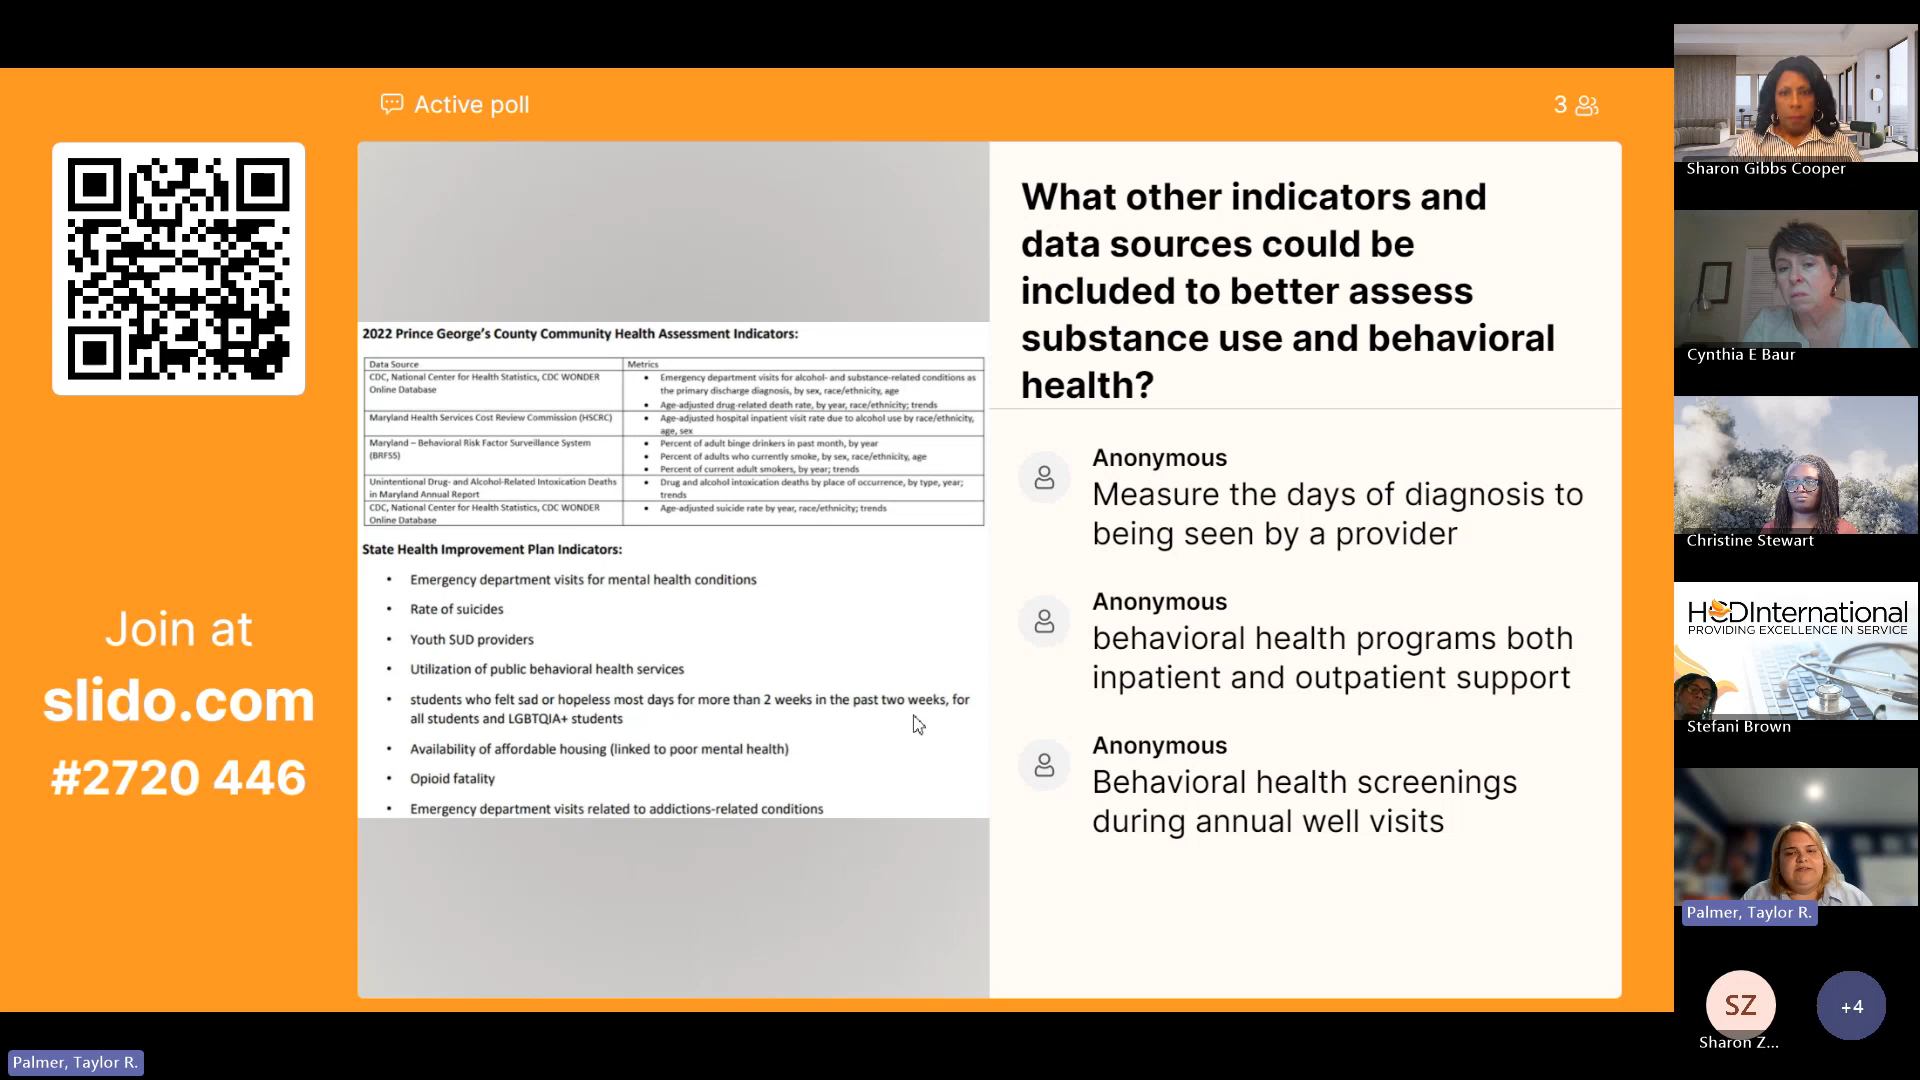 Active poll
3
Join at
slido.com
#2720 446
2022 Prince George's County Community Health Assessment Indicators:
Data Source
Metrics
CDC, National Center for Health Statistics, CDC WONDER
Online Database
• Emergency department visits for alcohol- and substance-related conditions as
the primary discharge diagnosis, by sex, race/ethnicity, age
• Age-adjusted drug-related death rate, by year, race/ethnicity; trends
Maryland Health Services Cost Review Commission (HSCRC)
• Age-adjusted hospital inpatient visit rate due to alcohol use by race/ethnicity,
age, sex
Maryland – Behavioral Risk Factor Surveillance System
(BRFSS)
• Percent of adult binge drinkers in past month, by year
• Percent of adults who currently smoke, by sex, race/ethnicity, age
• Percent of current adult smokers, by year; trends
Unintentional Drug- and Alcohol-Related Intoxication Deaths
in Maryland Annual Report
• Drug and alcohol intoxication deaths by place of occurrence, by type, year;
trends
CDC, National Center for Health Statistics, CDC WONDER
Online Database
• Age-adjusted suicide rate by year, race/ethnicity; trends
State Health Improvement Plan Indicators:
• Emergency department visits for mental health conditions
• Rate of suicides
• Youth SUD providers
• Utilization of public behavioral health services
• students who felt sad or hopeless most days for more than 2 weeks in the past two weeks, for
all students and LGBTQIA+ students
• Availability of affordable housing (linked to poor mental health)
• Opioid fatality
• Emergency department visits related to addictions-related conditions
What other indicators and
data sources could be
included to better assess
substance use and behavioral
health?
Anonymous
Measure the days of diagnosis to
being seen by a provider
Anonymous
behavioral health programs both
inpatient and outpatient support
Anonymous
Behavioral health screenings
during annual well visits
Sharon Gibbs Cooper
Cynthia E Baur
Christine Stewart
HCDInternational
PROVIDING EXCELLENCE IN SERVICE
Stefani Brown
Palmer, Taylor R.
SZ
+4
Sharon Z...
Palmer, Taylor R.